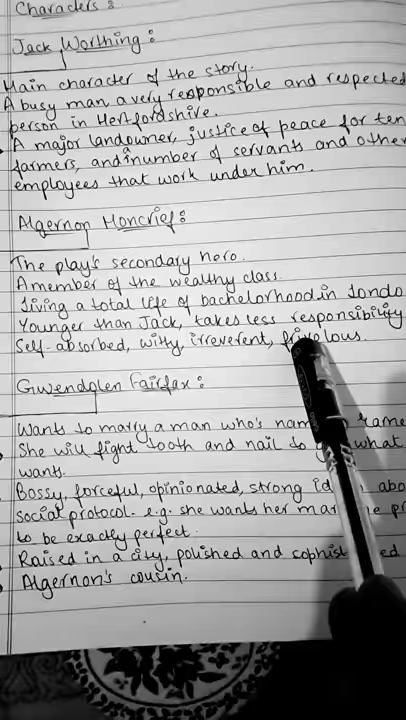 Characters :
Jack Worthing :
Main character of the story.
A busy man a very responsible and respected
person in Hertfordshire.
A major landowner, justice of peace for ten
farmers, and number of servants and other
employees that work under him.
Algernon Moncrief :
The play's secondary hero.
A member of the wealthy class.
Living a total life of bachelorhood in Londo
Younger than Jack, takes less responsibility
Self-absorbed, witty, irreverent, frivolous.
Gwendolen Fairfax :
Wants to marry a man who's
She will fight tooth and nail to what
wants.
Bossy, forceful, opinionated, strong abo
social protocol. e.g. she wants her
to be exactly perfect.
Raised in a city, polished and
Algernon's cousin.